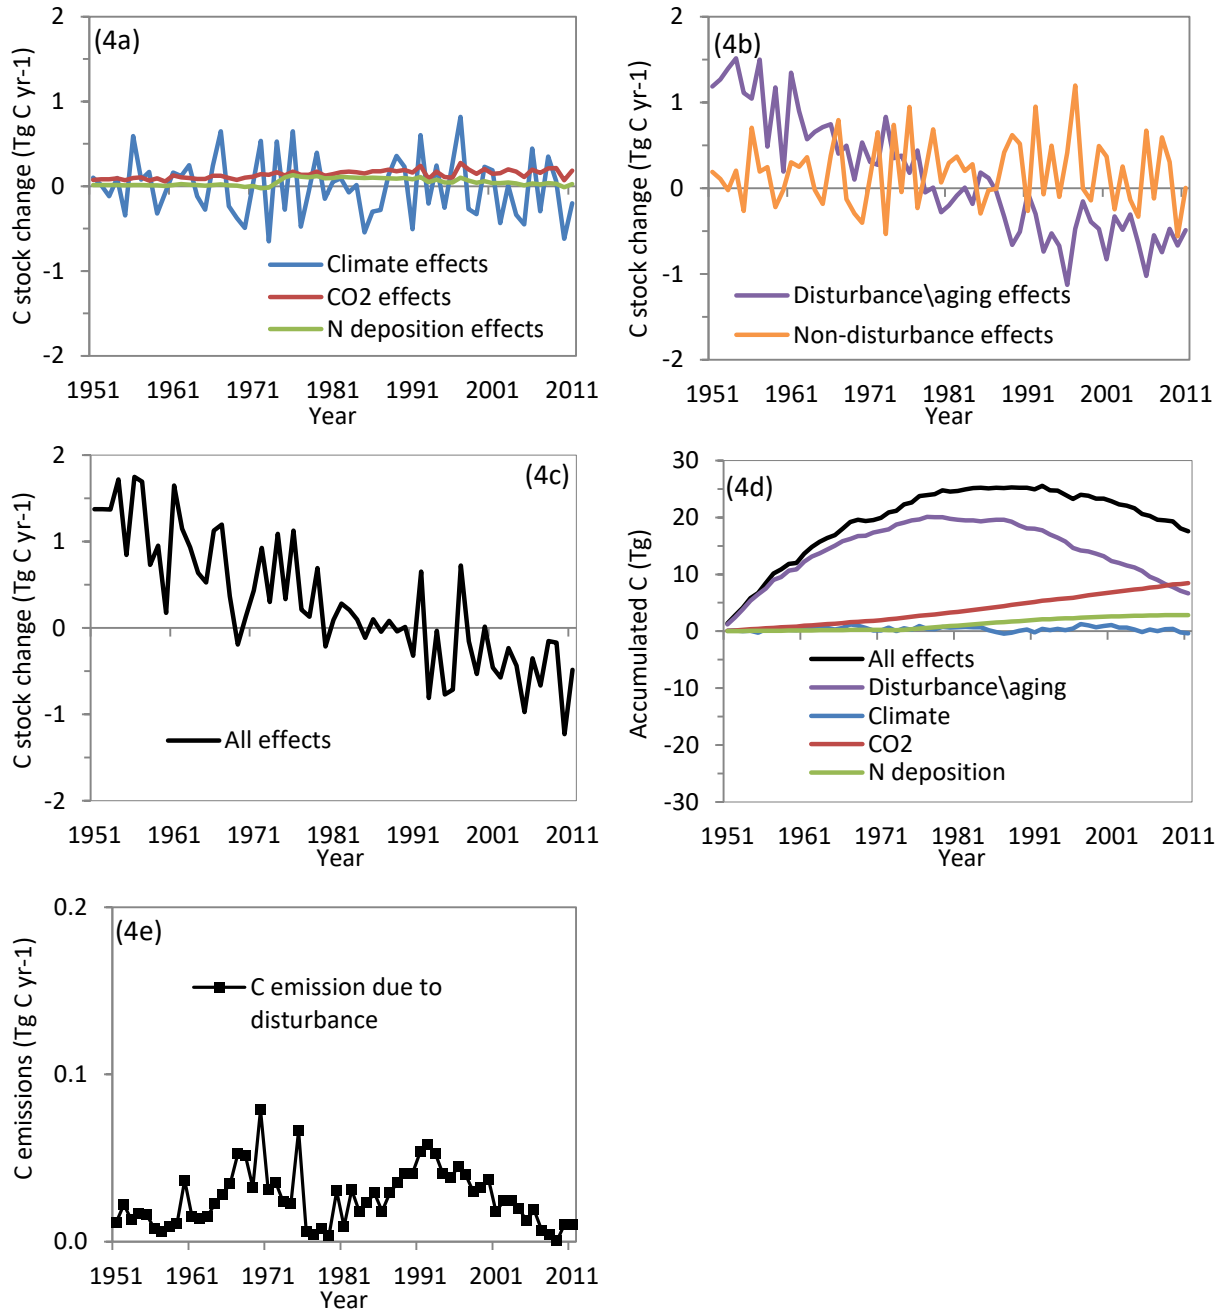 (4a)
C stock change (Tg C yr-1)
2
1
0
-1
-2
Climate effects
CO2 effects
N deposition effects
1951 1961 1971 1981 1991 2001 2011
Year
(4b)
C stock change (Tg C yr-1)
2
1
0
-1
-2
Disturbance\aging effects
Non-disturbance effects
1951 1961 1971 1981 1991 2001 2011
Year
(4c)
C stock change (Tg C yr-1)
2
1
0
-1
-2
All effects
1951 1961 1971 1981 1991 2001 2011
Year
(4d)
Accumulated C (Tg)
30
20
10
0
-10
-20
-30
All effects
Disturbance\aging
Climate
CO2
N deposition
1951 1961 1971 1981 1991 2001 2011
Year
(4e)
C emissions (Tg C yr-1)
0.2
0.1
0.0
C emission due to
disturbance
1951 1961 1971 1981 1991 2001 2011
Year